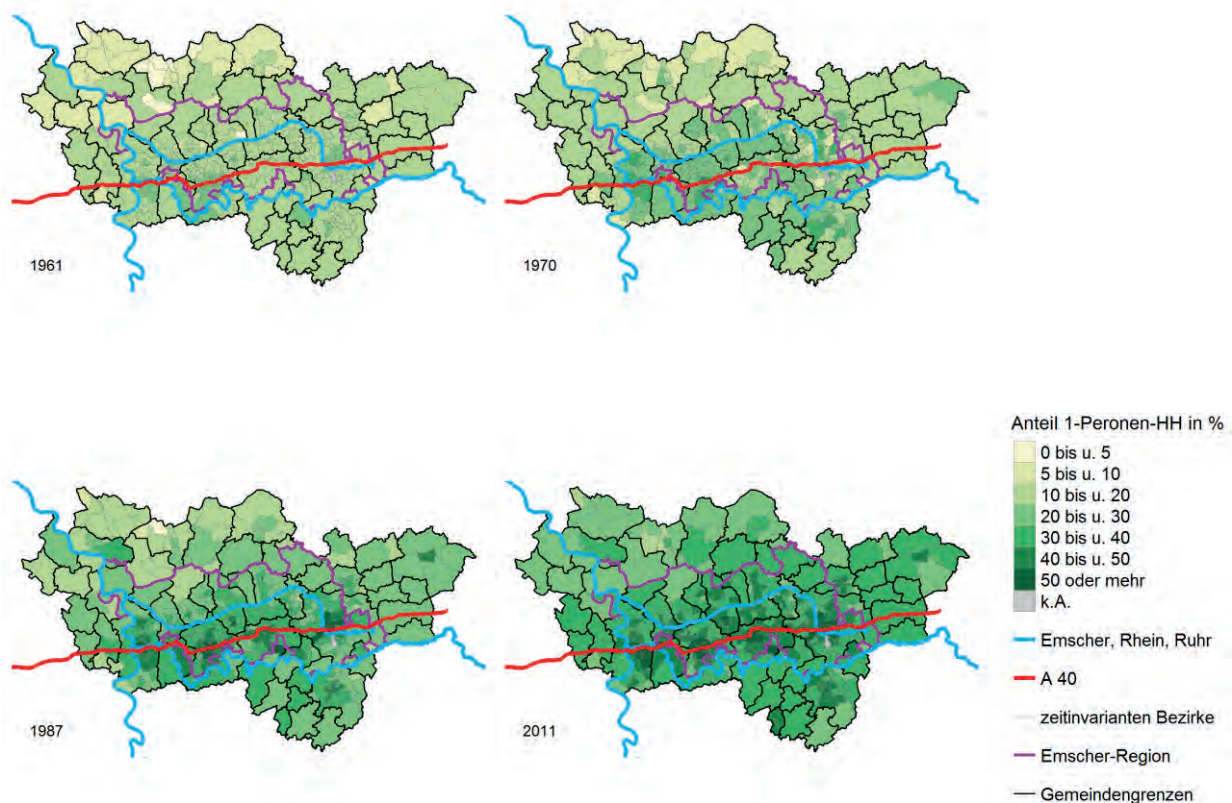 1961
1970
1987
2011
Anteil 1-Peronen-HH in %
0 bis u. 5
5 bis u. 10
10 bis u. 20
20 bis u. 30
30 bis u. 40
40 bis u. 50
50 oder mehr
k.A.
Emscher, Rhein, Ruhr
A 40
zeitinvarianten Bezirke
Emscher-Region
Gemeindengrenzen